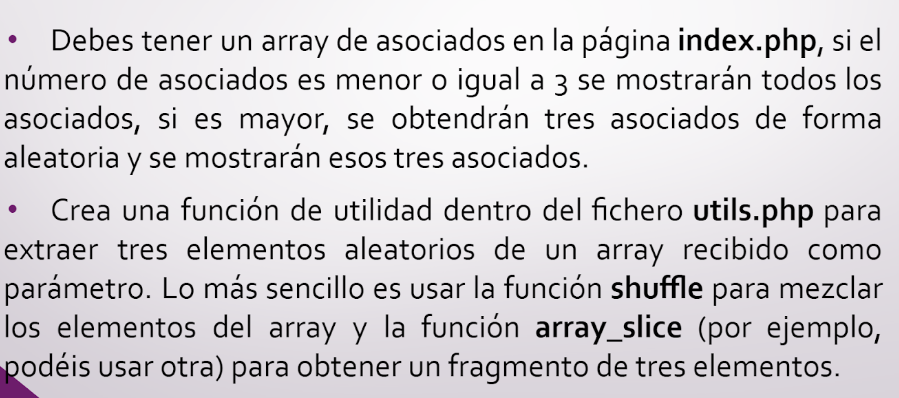 • Debes tener un array de asociados en la página index.php, si el
número de asociados es menor o igual a 3 se mostrarán todos los
asociados, si es mayor, se obtendrán tres asociados de forma
aleatoria y se mostrarán esos tres asociados.
• Crea una función de utilidad dentro del fichero utils.php para
extraer tres elementos aleatorios de un array recibido como
parámetro. Lo más sencillo es usar la función shuffle para mezclar
los elementos del array y la función array_slice (por ejemplo,
podéis usar otra) para obtener un fragmento de tres elementos.